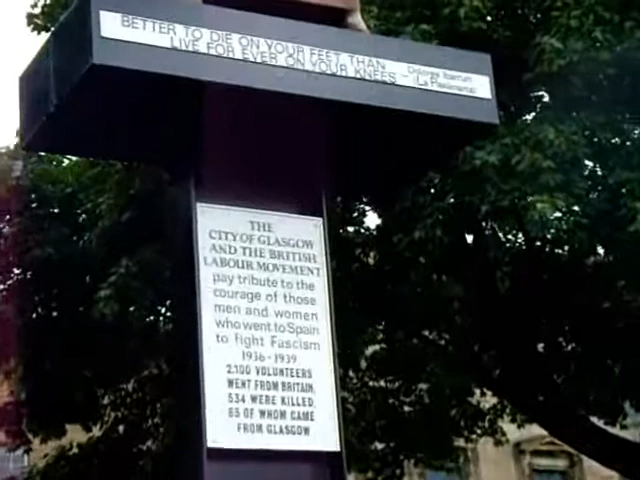 BETTER TO DIE ON YOUR FEET THAN
LIVE FOR EVER ON YOUR KNEES - Dolores Ibarruri
(La Pasionaria)
THE
CITY OF GLASGOW
AND THE BRITISH
LABOUR MOVEMENT
pay tribute to the
courage of those
men and women
who went to Spain
to fight Fascism
1936-1939
2,100 VOLUNTEERS
WENT FROM BRITAIN,
534 WERE KILLED,
65 OF WHOM CAME
FROM GLASGOW